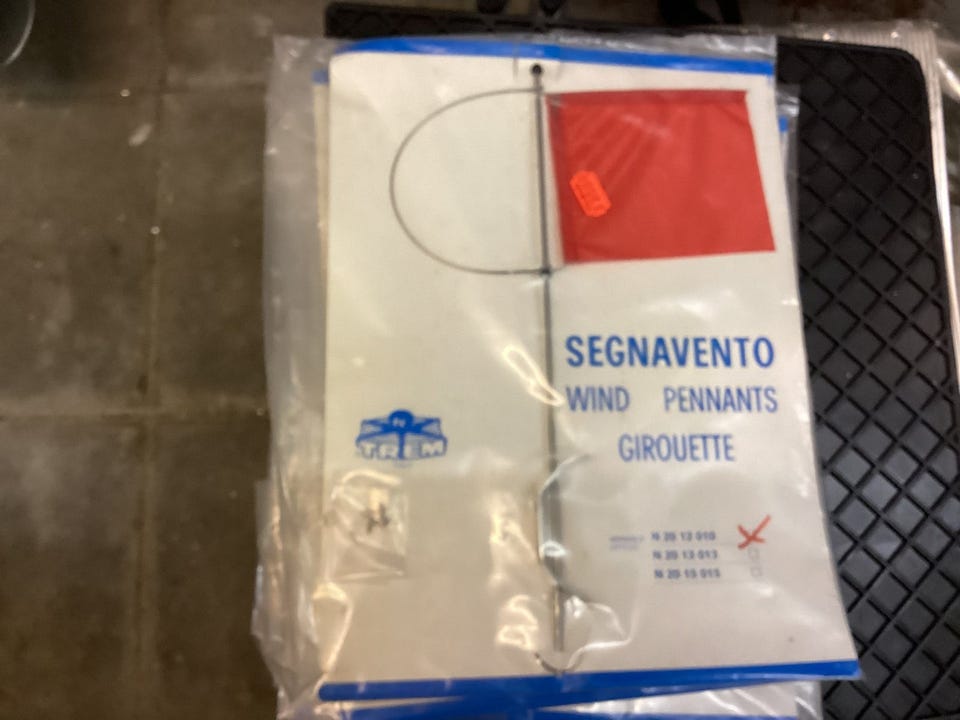 SEGNAVENTO
WIND PENNANTS
GIROUETTE
TREM
N 20 12 010
N 20 12 013
N 20 15 015